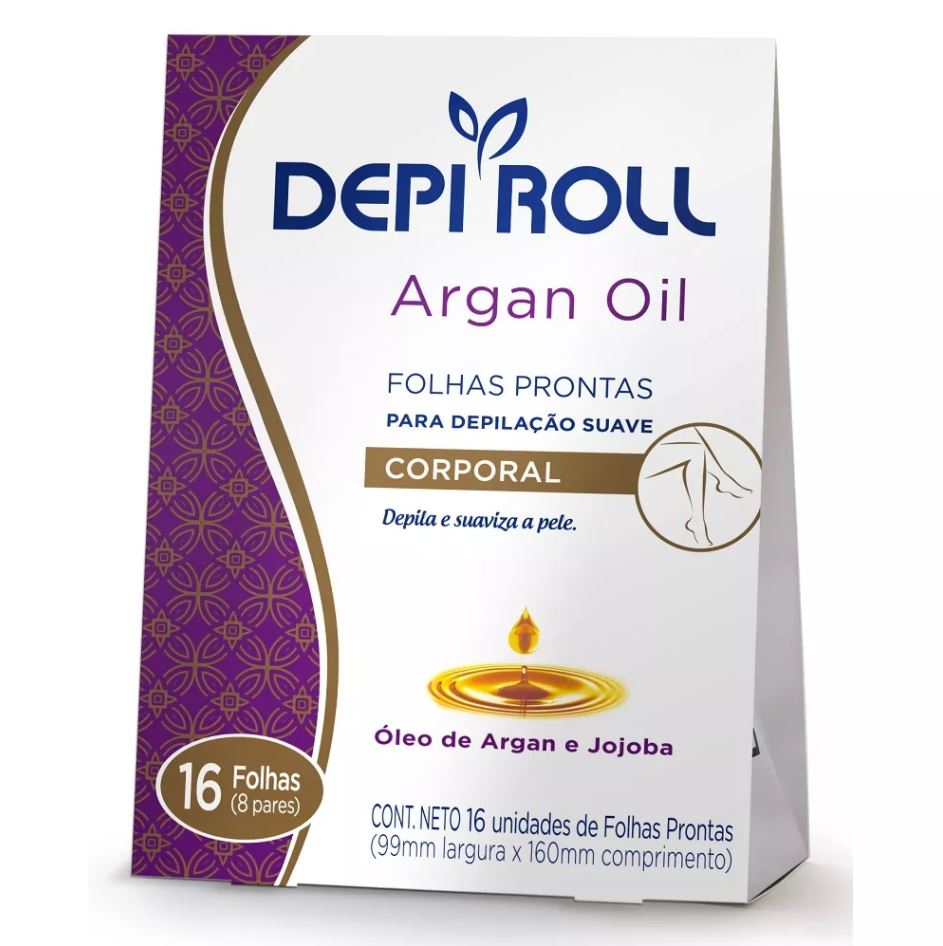 DEPI ROLL
Argan Oil
FOLHAS PRONTAS
PARA DEPILAÇÃO SUAVE
CORPORAL
Depila e suaviza a pele.
Óleo de Argan e Jojoba
16 Folhas
(8 pares)
CONT. NETO 16 unidades de Folhas Prontas
(99mm largura x 160mm comprimento)